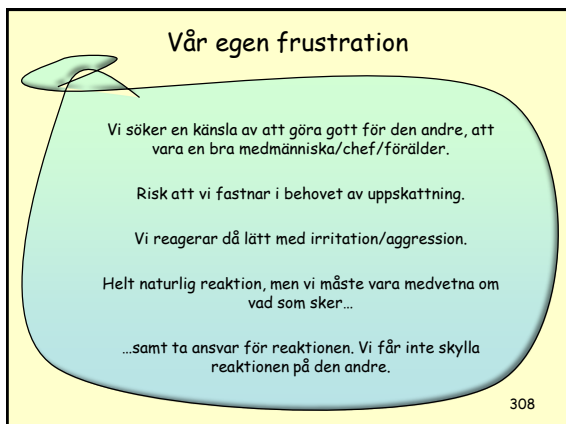 Vår egen frustration
Vi söker en känsla av att göra gott för den andre, att
vara en bra medmänniska/chef/förälder.
Risk att vi fastnar i behovet av uppskattning.
Vi reagerar då lätt med irritation/aggression.
Helt naturlig reaktion, men vi måste vara medvetna om
vad som sker…
…samt ta ansvar för reaktionen. Vi får inte skylla
reaktionen på den andre.
308